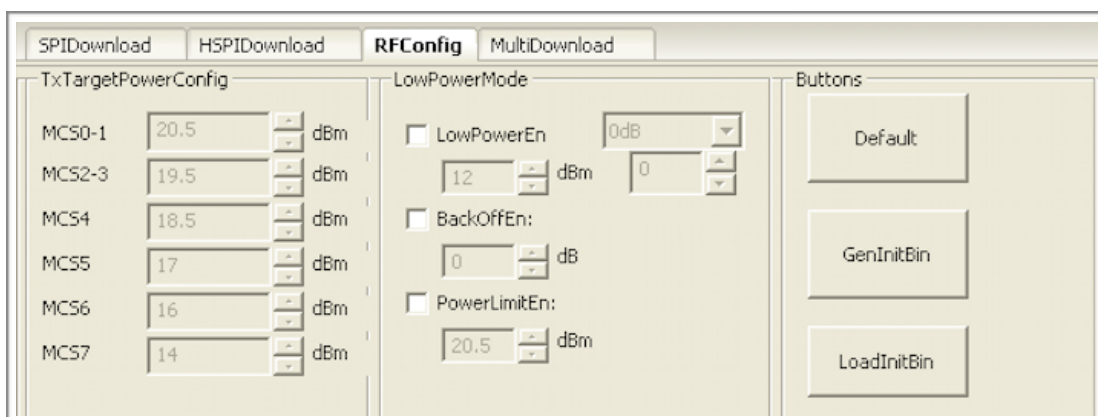 SPIDownload HSPIDownload RFConfig MultiDownload
TxTargetPowerConfig
MCS0-1 20.5 dBm
MCS2-3 19.5 dBm
MCS4 18.5 dBm
MCS5 17 dBm
MCS6 16 dBm
MCS7 14 dBm
LowPowerMode
LowPowerEn 0dB
12 dBm 0
BackOffEn:
0 dB
PowerLimitEn:
20.5 dBm
Buttons
Default
GenInitBin
LoadInitBin